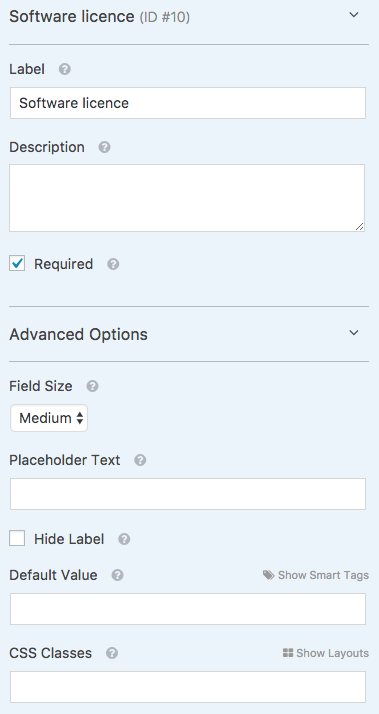 Software licence (ID #10)
Label
Software licence
Description
Required
Advanced Options
Field Size
Medium
Placeholder Text
Hide Label
Default Value Show Smart Tags
CSS Classes Show Layouts